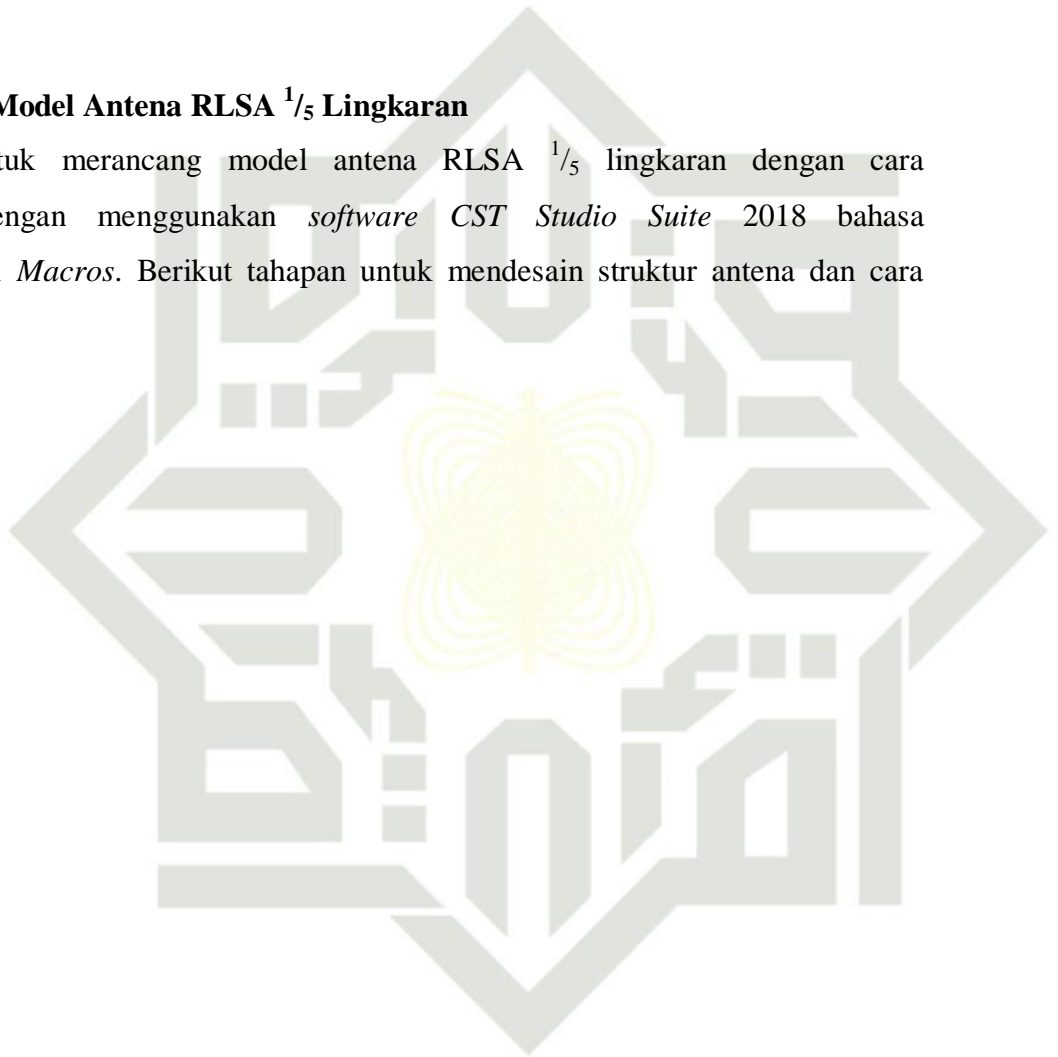 Model Antena RLSA 1/5 Lingkaran
tuk merancang model antena RLSA 1/5 lingkaran dengan cara
engan menggunakan software CST Studio Suite 2018 bahasa
Macros. Berikut tahapan untuk mendesain struktur antena dan cara